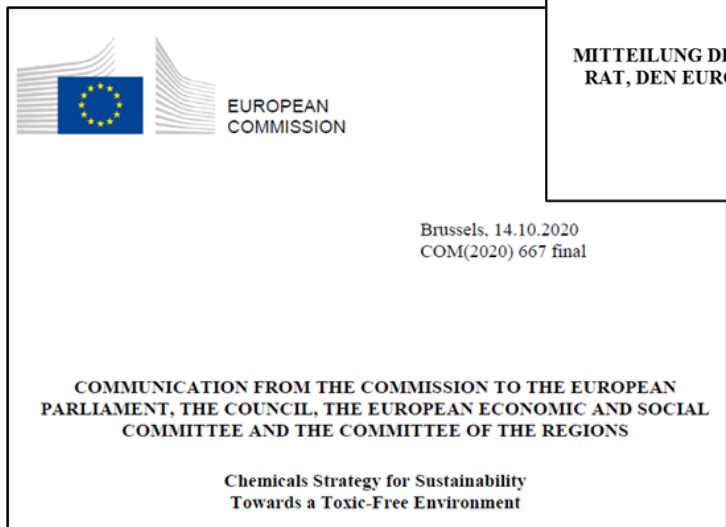 MITTEILUNG
RAT, DEN
EUROPEAN
COMMISSION
Brussels, 14.10.2020
COM(2020) 667 final
COMMUNICATION FROM THE COMMISSION TO THE EUROPEAN
PARLIAMENT, THE COUNCIL, THE EUROPEAN ECONOMIC AND SOCIAL
COMMITTEE AND THE COMMITTEE OF THE REGIONS
Chemicals Strategy for Sustainability
Towards a Toxic-Free Environment